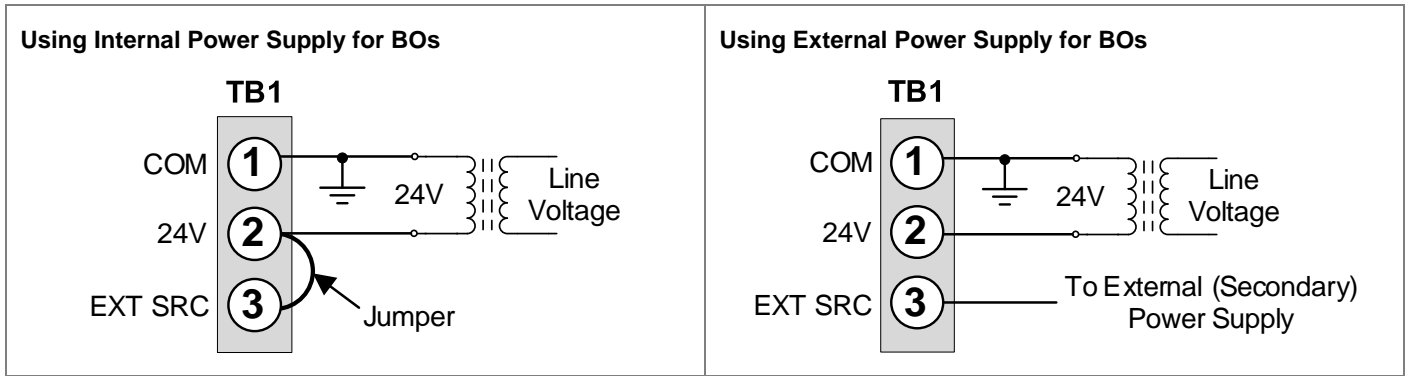 Using Internal Power Supply for BOs
TB1
COM 1
24V
Line
Voltage
24V 2
EXT SRC 3
Jumper
Using External Power Supply for BOs
TB1
COM 1
24V
Line
Voltage
24V 2
EXT SRC 3
To External (Secondary)
Power Supply